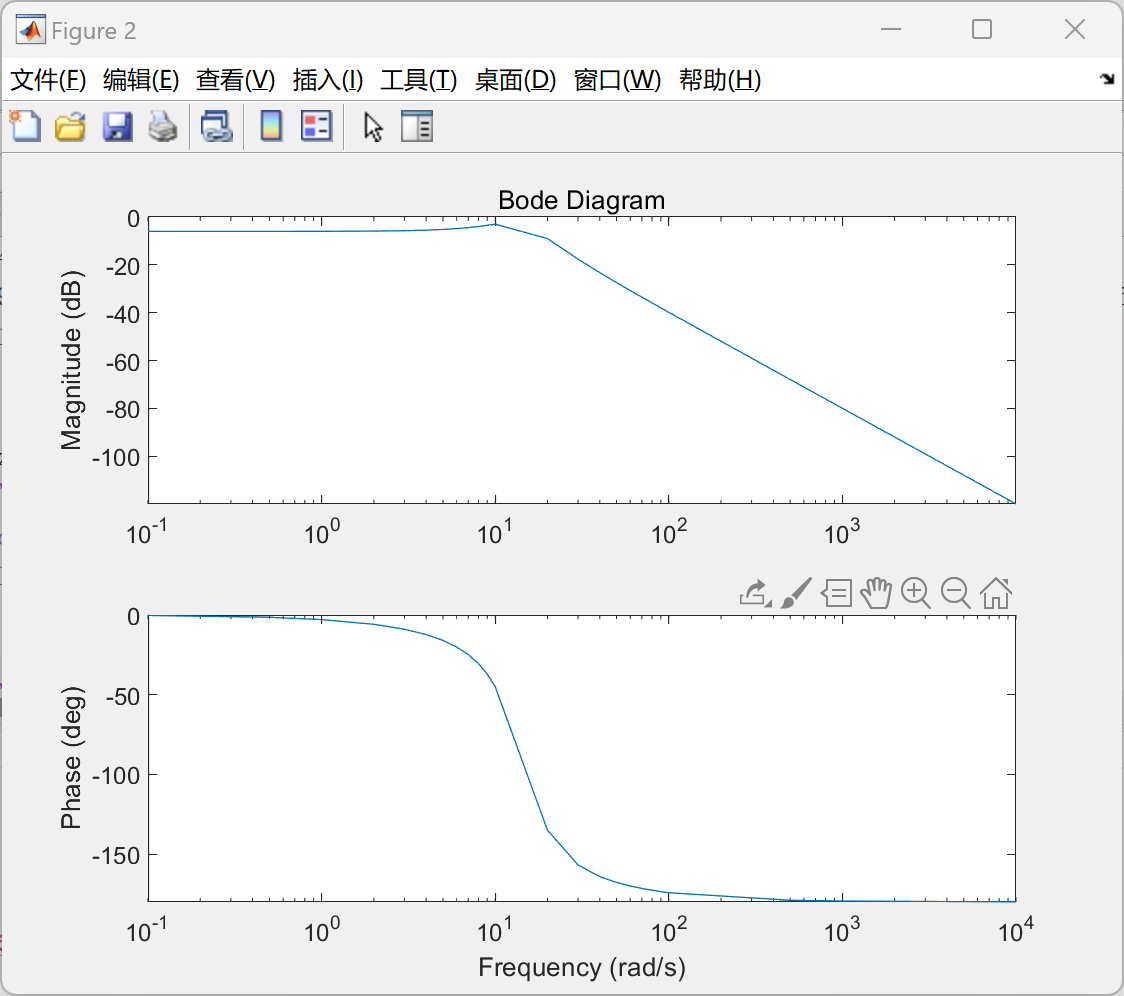 Figure 2
文件(F) 编辑(E) 查看(V) 插入(I) 工具(T) 桌面(D) 窗口(W) 帮助(H)
Bode Diagram
Magnitude (dB)
0
-20
-40
-60
-80
-100
10^-1 10^0 10^1 10^2 10^3
Phase (deg)
0
-50
-100
-150
10^-1 10^0 10^1 10^2 10^3 10^4
Frequency (rad/s)